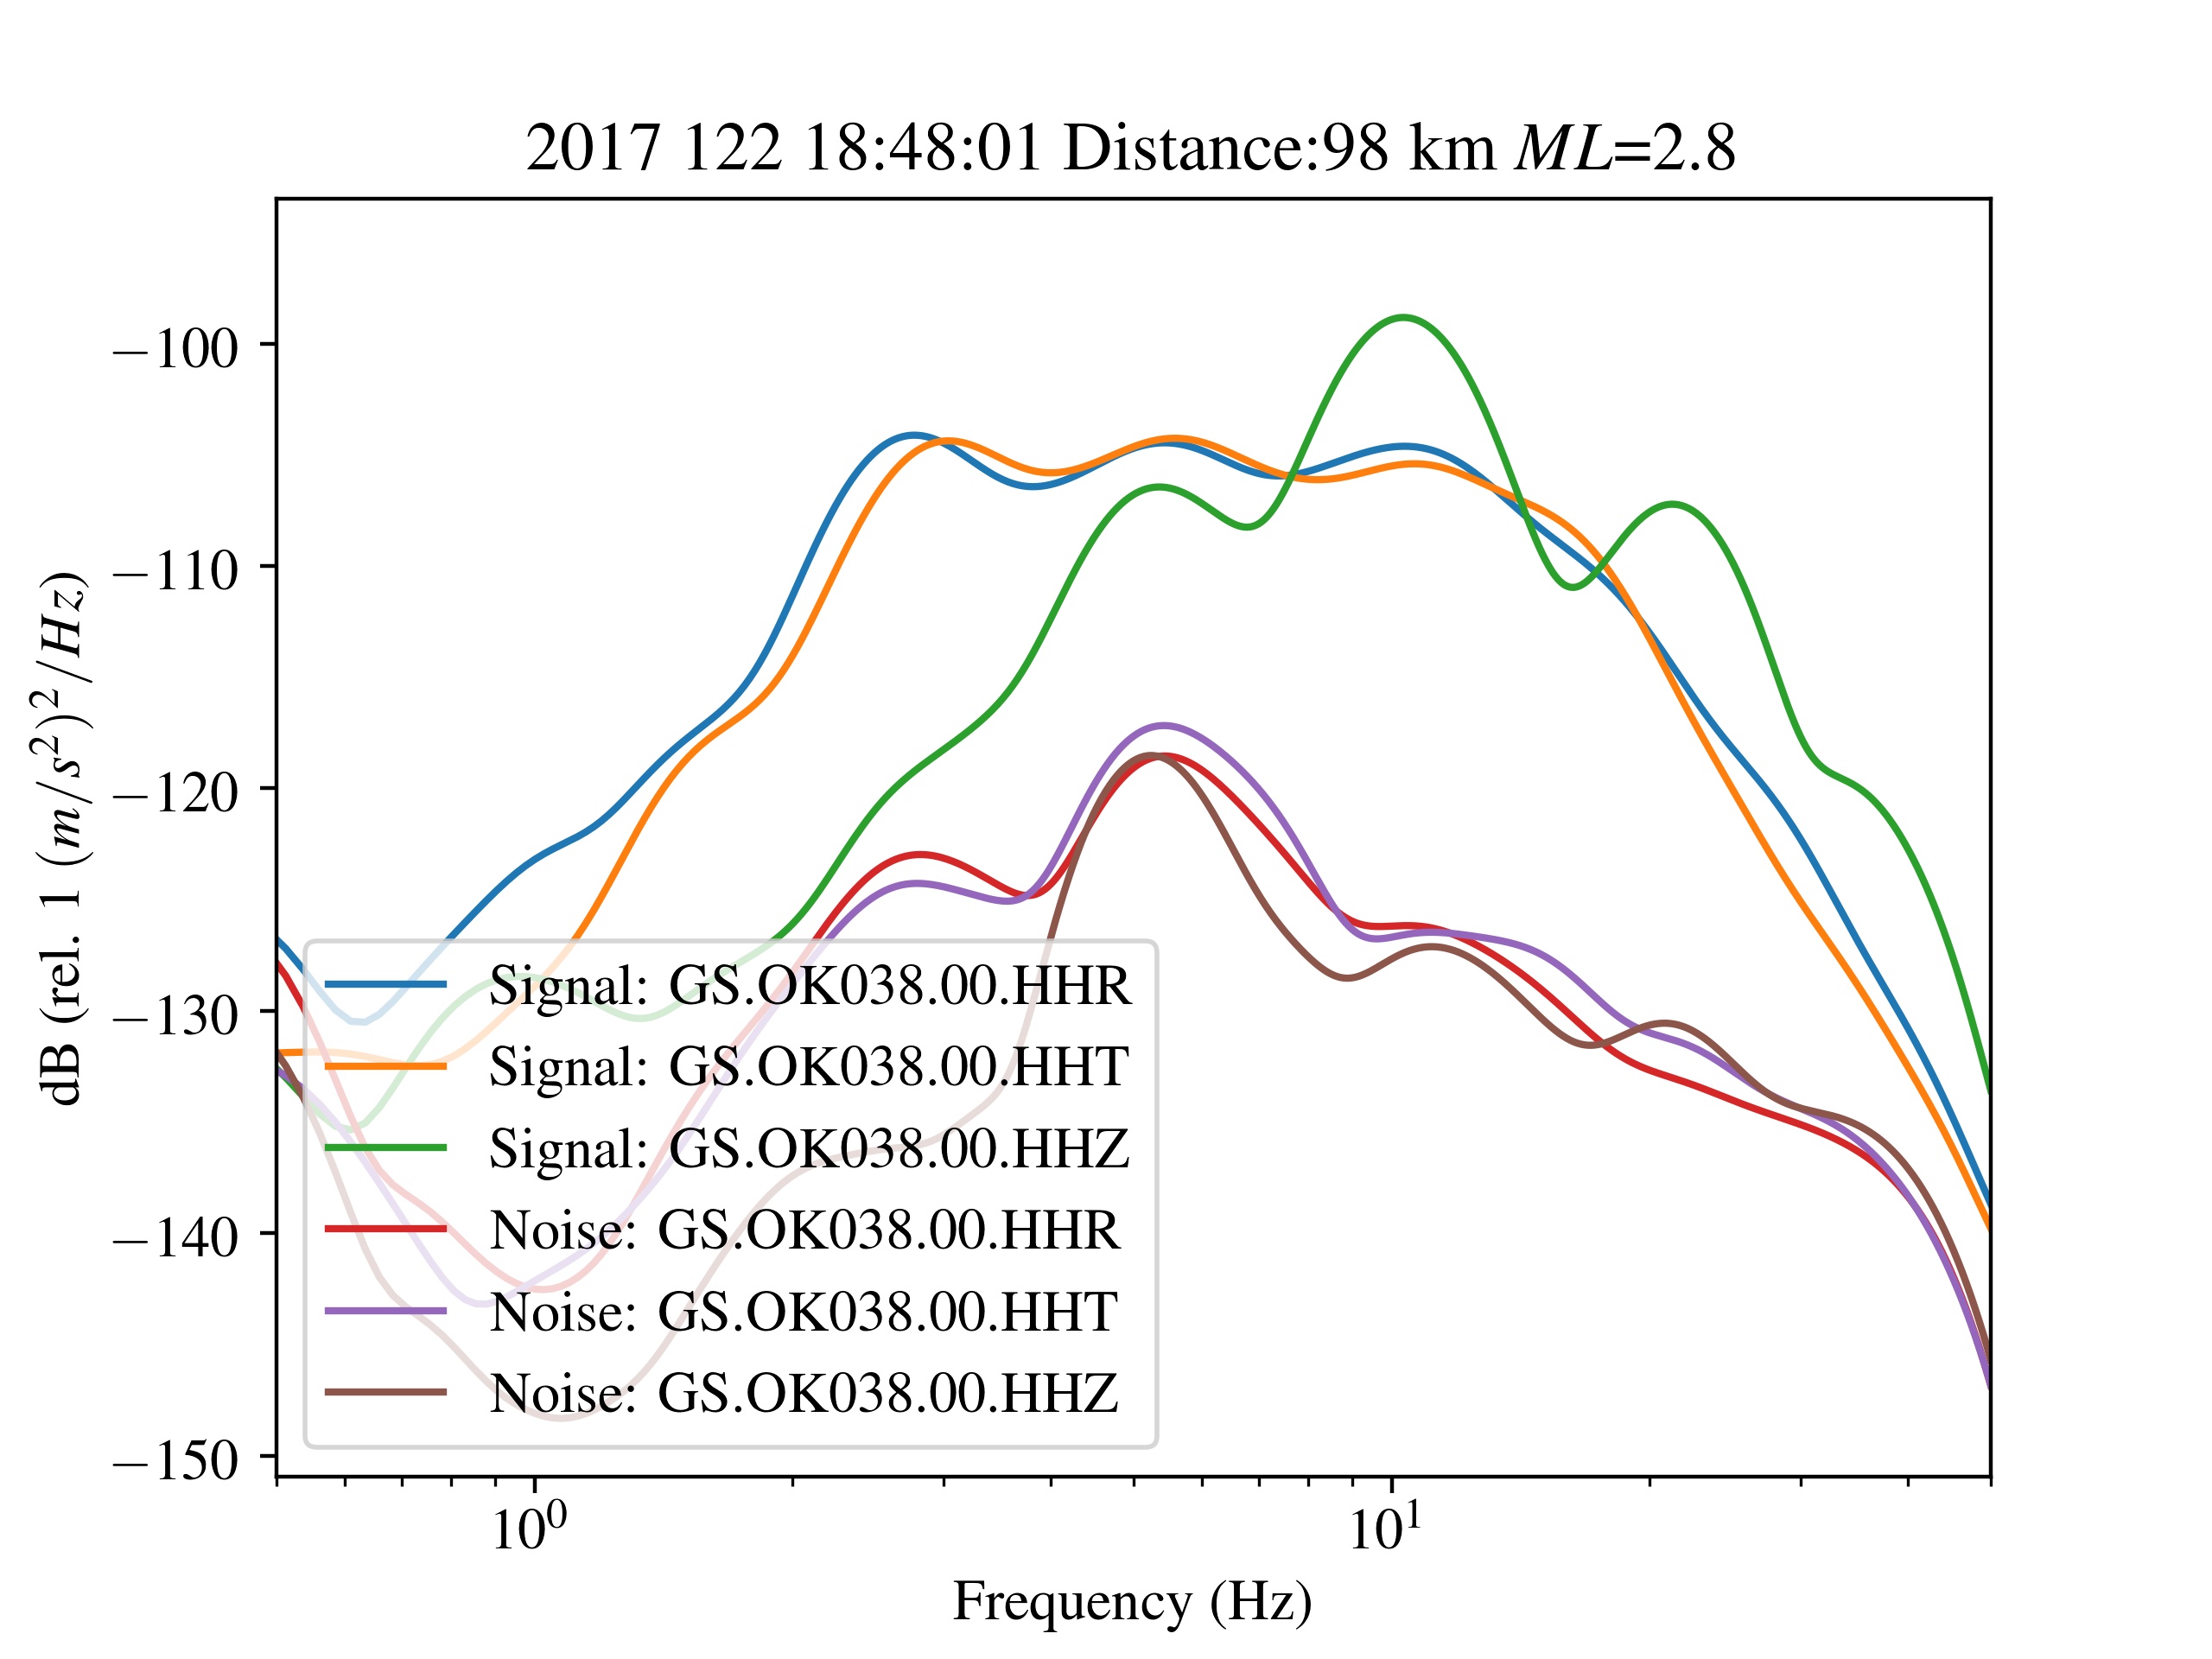 2017 122 18:48:01 Distance:98 km ML=2.8
dB (rel. 1 (m/s²)²/Hz)
−100
−110
−120
−130
−140
−150
Signal: GS.OK038.00.HHR
Signal: GS.OK038.00.HHT
Signal: GS.OK038.00.HHZ
Noise: GS.OK038.00.HHR
Noise: GS.OK038.00.HHT
Noise: GS.OK038.00.HHZ
10⁰ 10¹
Frequency (Hz)